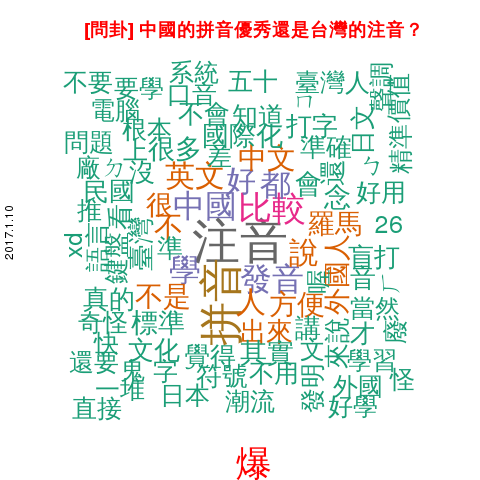 [問卦] 中國的拼音優秀還是台灣的注音？
系統
不要
要學
口音
五十
臺灣人
聲調
價值
電腦
不會
知道
ㄇ
根本
國際化
打字
日文
精準
問題
上
很多
差
中文
準確
還
ㄣ
廠
ㄉ
沒
英文
好
都
會
念
好用
民國
推
看
很
中國
比較
羅馬
26
xd
語言
鍵盤
臺灣
不
準
注音
說
外國人
盲打
學
拼音
發音
喔
音
ㄏ
真的
不是
人
方便
當然
奇怪
標準
出來
講
來說
才
廢
快
文化
覺得
其實
文
還要
鬼
字
符號
不用
發明
學習
一堆
日本
潮流
外國
怪
直接
好學
2017.1.10
爆